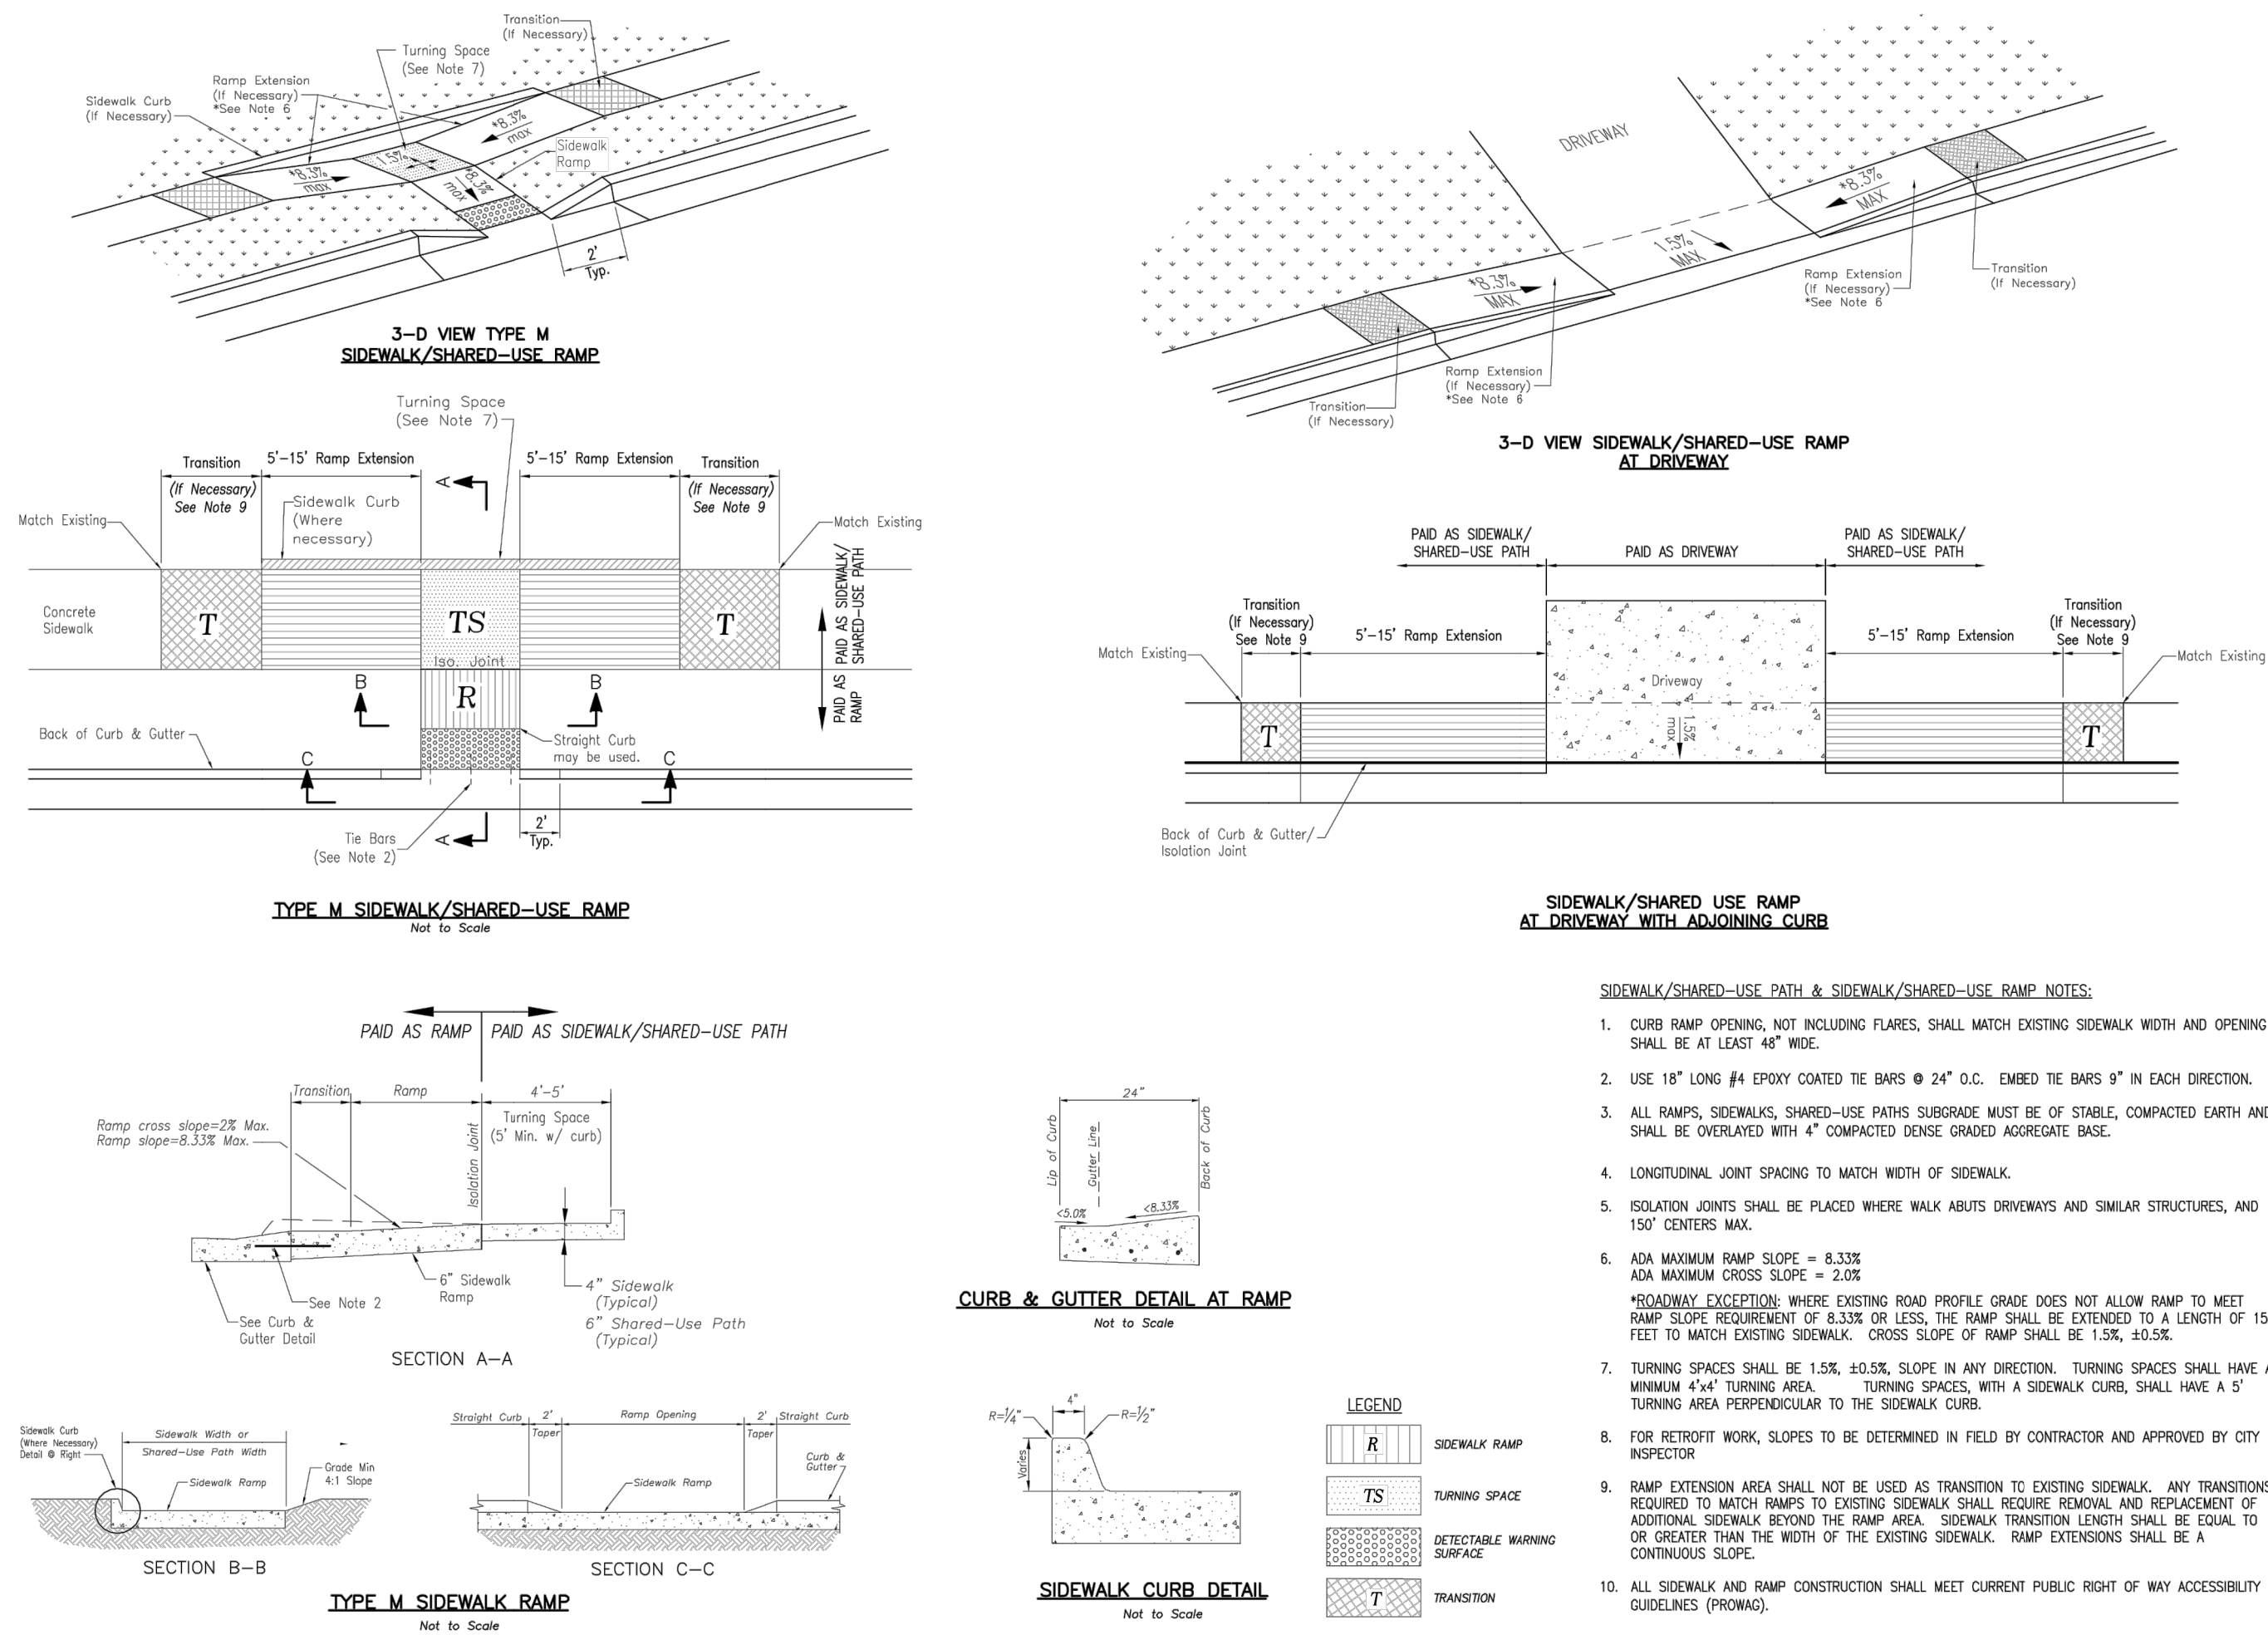 Transition
(If Necessary)
Turning Space
(See Note 7)
Ramp Extension
(If Necessary)
*See Note 6
Sidewalk Curb
(If Necessary)
*8.3%
max
1.5%
*8.3%
max
*8.3%
max
Sidewalk
Ramp
2'
Typ.
3-D VIEW TYPE M
SIDEWALK/SHARED-USE RAMP
DRIVEWAY
*8.3%
MAX
1.5%
MAX
*8.3%
MAX
Ramp Extension
(If Necessary)
*See Note 6
Transition
(If Necessary)
Ramp Extension
(If Necessary)
*See Note 6
Transition
(If Necessary)
3-D VIEW SIDEWALK/SHARED-USE RAMP
AT DRIVEWAY
Turning Space
(See Note 7)
Transition
(If Necessary)
See Note 9
5'-15' Ramp Extension
A
5'-15' Ramp Extension
Transition
(If Necessary)
See Note 9
Sidewalk Curb
(Where
necessary)
Match Existing
Match Existing
Concrete
Sidewalk
T
TS
T
Iso. Joint
R
B
B
PAID AS SIDEWALK/
SHARED-USE PATH
PAID AS
RAMP
Back of Curb & Gutter
Straight Curb
may be used.
C
C
Tie Bars
(See Note 2)
A
2'
Typ.
TYPE M SIDEWALK/SHARED-USE RAMP
Not to Scale
PAID AS SIDEWALK/
SHARED-USE PATH
PAID AS DRIVEWAY
PAID AS SIDEWALK/
SHARED-USE PATH
Transition
(If Necessary)
See Note 9
5'-15' Ramp Extension
5'-15' Ramp Extension
Transition
(If Necessary)
See Note 9
Match Existing
Match Existing
Driveway
T
1.5%
max
T
Back of Curb & Gutter/
Isolation Joint
SIDEWALK/SHARED USE RAMP
AT DRIVEWAY WITH ADJOINING CURB
PAID AS RAMP
PAID AS SIDEWALK/SHARED-USE PATH
Transition
Ramp
4'-5'
Turning Space
(5' Min. w/ curb)
Ramp cross slope=2% Max.
Ramp slope=8.33% Max.
Isolation Joint
6" Sidewalk
Ramp
See Note 2
See Curb &
Gutter Detail
4" Sidewalk
(Typical)
6" Shared-Use Path
(Typical)
SECTION A-A
Sidewalk Curb
(Where Necessary)
Detail @ Right
Sidewalk Width or
Shared-Use Path Width
Sidewalk Ramp
Grade Min
4:1 Slope
SECTION B-B
Straight Curb
2'
Taper
Ramp Opening
2'
Taper
Straight Curb
Curb &
Gutter
Sidewalk Ramp
SECTION C-C
TYPE M SIDEWALK RAMP
Not to Scale
24"
Lip of Curb
Gutter Line
Back of Curb
<5.0%
<8.33%
CURB & GUTTER DETAIL AT RAMP
Not to Scale
4"
R=1/4"
R=1/2"
Varies
SIDEWALK CURB DETAIL
Not to Scale
LEGEND
R
SIDEWALK RAMP
TS
TURNING SPACE
DETECTABLE WARNING
SURFACE
T
TRANSITION
SIDEWALK/SHARED-USE PATH & SIDEWALK/SHARED-USE RAMP NOTES:
1. CURB RAMP OPENING, NOT INCLUDING FLARES, SHALL MATCH EXISTING SIDEWALK WIDTH AND OPENING
SHALL BE AT LEAST 48" WIDE.
2. USE 18" LONG #4 EPOXY COATED TIE BARS @ 24" O.C. EMBED TIE BARS 9" IN EACH DIRECTION.
3. ALL RAMPS, SIDEWALKS, SHARED-USE PATHS SUBGRADE MUST BE OF STABLE, COMPACTED EARTH AND
SHALL BE OVERLAYED WITH 4" COMPACTED DENSE GRADED AGGREGATE BASE.
4. LONGITUDINAL JOINT SPACING TO MATCH WIDTH OF SIDEWALK.
5. ISOLATION JOINTS SHALL BE PLACED WHERE WALK ABUTS DRIVEWAYS AND SIMILAR STRUCTURES, AND
150' CENTERS MAX.
6. ADA MAXIMUM RAMP SLOPE = 8.33%
ADA MAXIMUM CROSS SLOPE = 2.0%
*ROADWAY EXCEPTION: WHERE EXISTING ROAD PROFILE GRADE DOES NOT ALLOW RAMP TO MEET
RAMP SLOPE REQUIREMENT OF 8.33% OR LESS, THE RAMP SHALL BE EXTENDED TO A LENGTH OF 15
FEET TO MATCH EXISTING SIDEWALK. CROSS SLOPE OF RAMP SHALL BE 1.5%, ±0.5%.
7. TURNING SPACES SHALL BE 1.5%, ±0.5%, SLOPE IN ANY DIRECTION. TURNING SPACES SHALL HAVE A
MINIMUM 4'x4' TURNING AREA. TURNING SPACES, WITH A SIDEWALK CURB, SHALL HAVE A 5'
TURNING AREA PERPENDICULAR TO THE SIDEWALK CURB.
8. FOR RETROFIT WORK, SLOPES TO BE DETERMINED IN FIELD BY CONTRACTOR AND APPROVED BY CITY
INSPECTOR
9. RAMP EXTENSION AREA SHALL NOT BE USED AS TRANSITION TO EXISTING SIDEWALK. ANY TRANSITIONS
REQUIRED TO MATCH RAMPS TO EXISTING SIDEWALK SHALL REQUIRE REMOVAL AND REPLACEMENT OF
ADDITIONAL SIDEWALK BEYOND THE RAMP AREA. SIDEWALK TRANSITION LENGTH SHALL BE EQUAL TO
OR GREATER THAN THE WIDTH OF THE EXISTING SIDEWALK. RAMP EXTENSIONS SHALL BE A
CONTINUOUS SLOPE.
10. ALL SIDEWALK AND RAMP CONSTRUCTION SHALL MEET CURRENT PUBLIC RIGHT OF WAY ACCESSIBILITY
GUIDELINES (PROWAG).